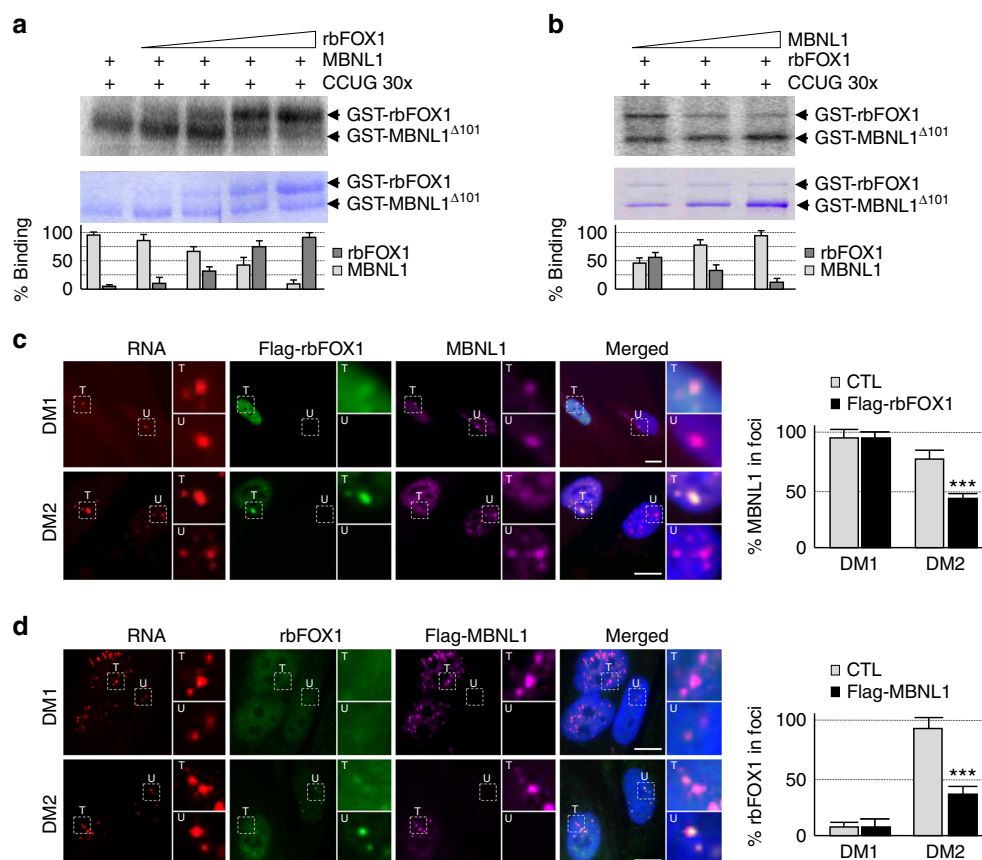 a
rbFOX1
+ + + + + MBNL1
+ + + + + CCUG 30x
GST-rbFOX1
GST-MBNL1Δ101
GST-rbFOX1
GST-MBNL1Δ101
% Binding
100
50
0
rbFOX1
MBNL1
b
MBNL1
+ + + rbFOX1
+ + + CCUG 30x
GST-rbFOX1
GST-MBNL1Δ101
GST-rbFOX1
GST-MBNL1Δ101
% Binding
100
50
0
rbFOX1
MBNL1
c
RNA Flag-rbFOX1 MBNL1 Merged
DM1
T T T T T T T T
U U U U U U U U
DM2
T T T T T T T T
U U U U U U U U
CTL
Flag-rbFOX1
% MBNL1 in foci
100
50
0
***
DM1 DM2
d
RNA rbFOX1 Flag-MBNL1 Merged
DM1
T T T T T T T T
U U U U U U U U
DM2
U T U T U T U T
T U T U T U T U
CTL
Flag-MBNL1
% rbFOX1 in foci
100
50
0
***
DM1 DM2